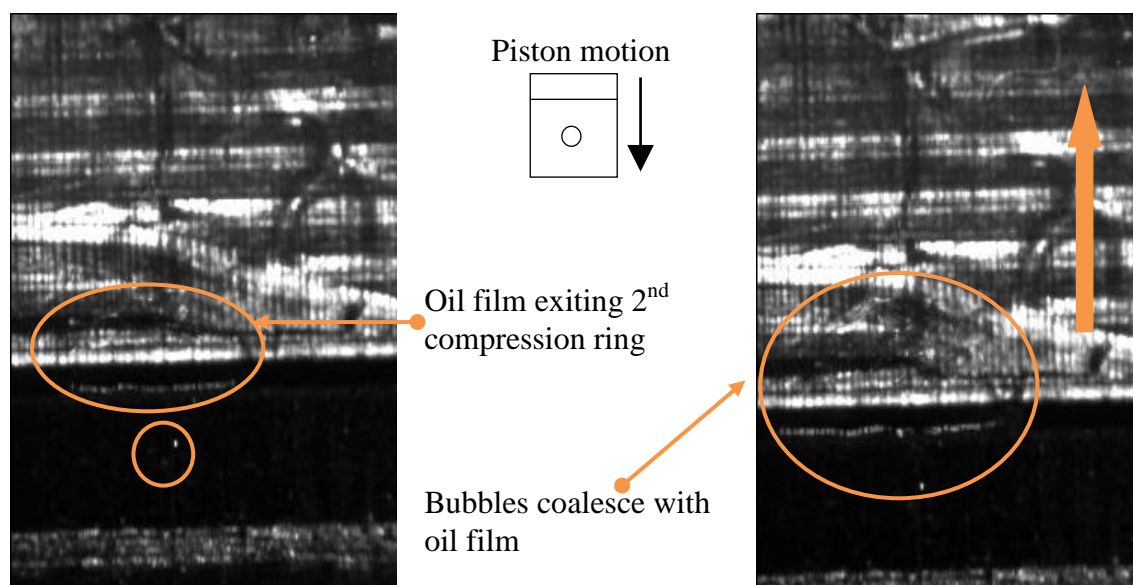 Piston motion
Oil film exiting 2nd
compression ring
Bubbles coalesce with
oil film